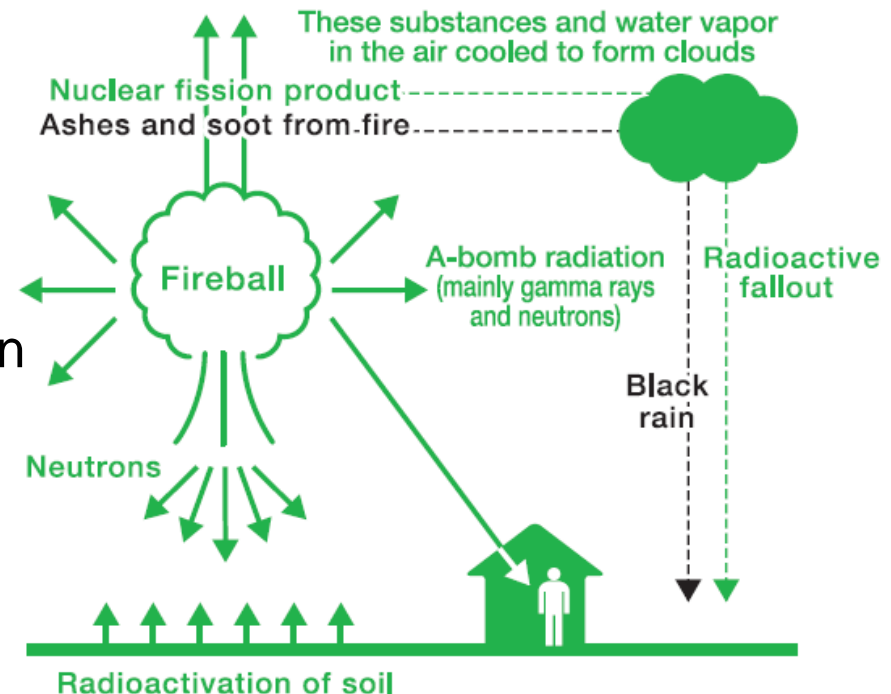 These substances and water vapor
in the air cooled to form clouds
Nuclear fission product
Ashes and soot from fire
Fireball
A-bomb radiation
(mainly gamma rays
and neutrons)
Radioactive
fallout
n
Black
rain
Neutrons
Radioactivation of soil